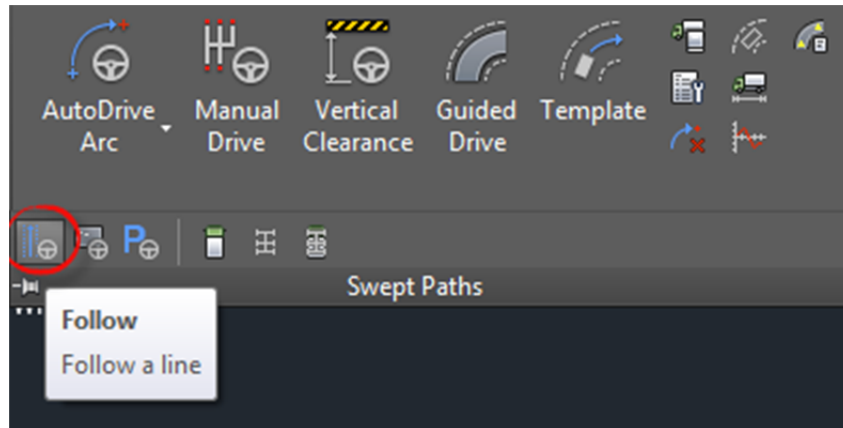 AutoDrive Arc
Manual Drive
Vertical Clearance
Guided Drive
Template
P
Swept Paths
Follow
Follow a line